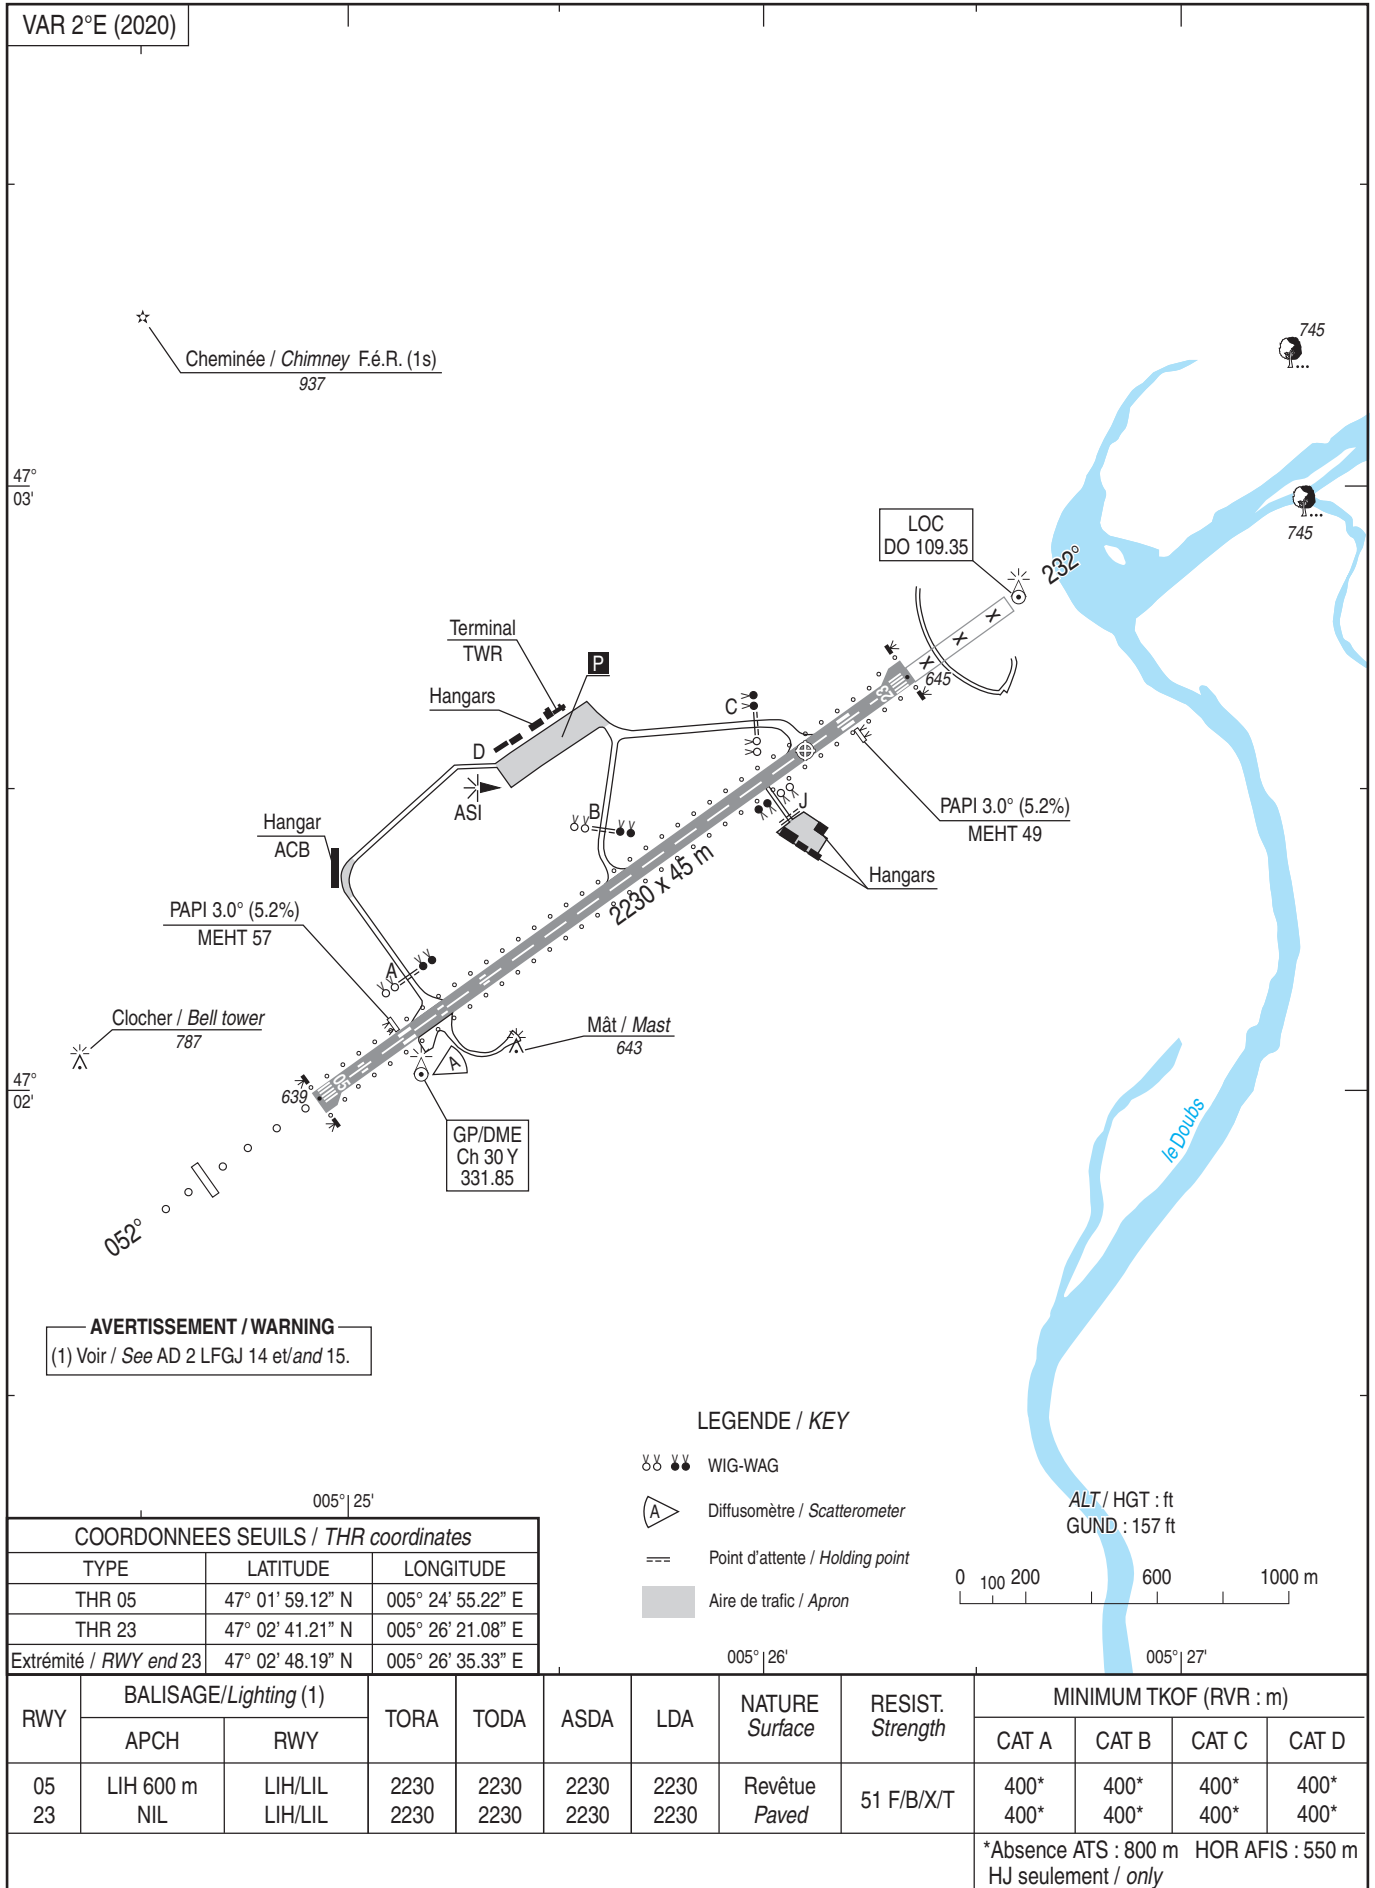 VAR 2°E (2020)
745
Cheminée / Chimney F.é.R. (1s)
937
47°
03'
745
LOC
DO 109.35
232°
Terminal
TWR
P
645
Hangars
C
23
D
PAPI 3.0° (5.2%)
MEHT 49
ASI
B
J
Hangar
ACB
Hangars
2230 x 45 m
PAPI 3.0° (5.2%)
MEHT 57
A
Clocher / Bell tower
787
Mât / Mast
643
A
47°
02'
639
05
GP/DME
Ch 30 Y
331.85
le Doubs
052°
AVERTISSEMENT / WARNING
(1) Voir / See AD 2 LFGJ 14 et/and 15.
LEGENDE / KEY
WIG-WAG
A Diffusomètre / Scatterometer
Point d'attente / Holding point
Aire de trafic / Apron
ALT / HGT : ft
GUND : 157 ft
0 100 200 600 1000 m
005° 25'
005° 26'
005° 27'
COORDONNEES SEUILS / THR coordinates
TYPE LATITUDE LONGITUDE
THR 05 47° 01' 59.12" N 005° 24' 55.22" E
THR 23 47° 02' 41.21" N 005° 26' 21.08" E
Extrémité / RWY end 23 47° 02' 48.19" N 005° 26' 35.33" E
RWY BALISAGE/Lighting (1) TORA TODA ASDA LDA NATURE Surface RESIST. Strength MINIMUM TKOF (RVR : m)
APCH RWY CAT A CAT B CAT C CAT D
05 LIH 600 m LIH/LIL 2230 2230 2230 2230 Revêtue 51 F/B/X/T 400* 400* 400* 400*
23 NIL LIH/LIL 2230 2230 2230 2230 Paved 400* 400* 400* 400*
*Absence ATS : 800 m HOR AFIS : 550 m
HJ seulement / only